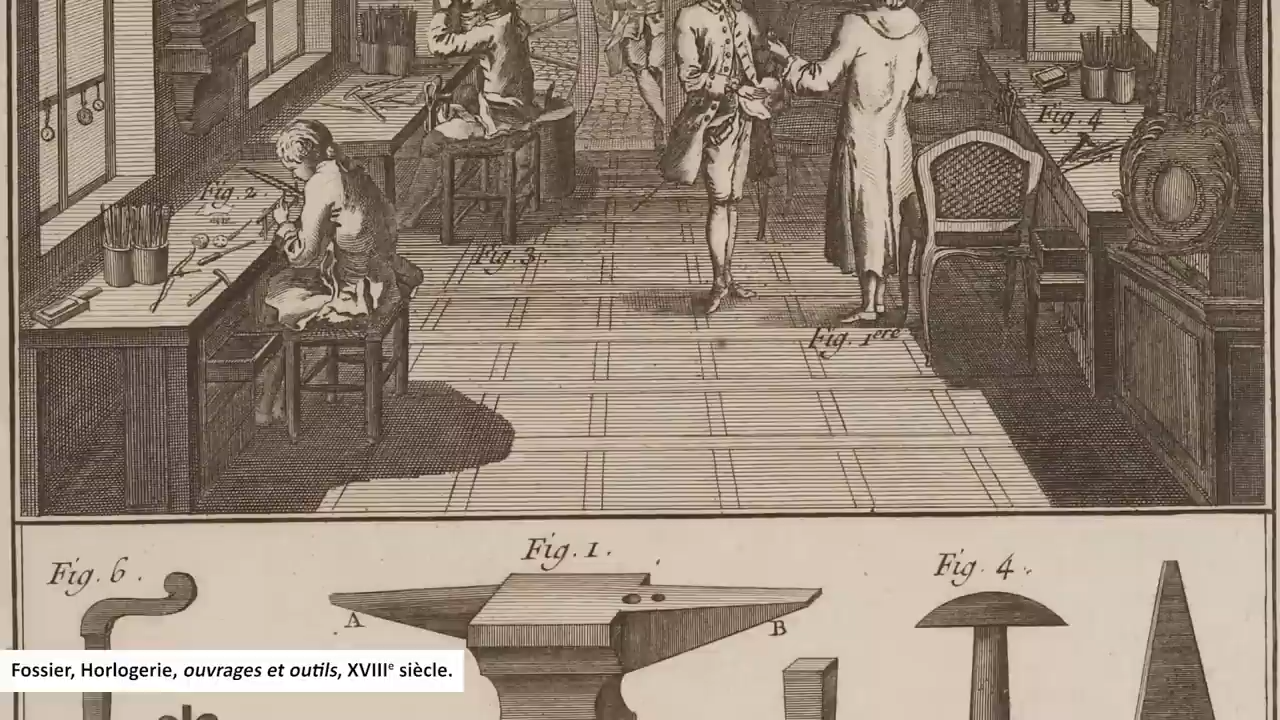 Fig. 4
Fig. 2
Fig. 3.
Fig. 1ere
Fig. 6.
Fig. 1.
Fig. 4.
A
B
Fossier, Horlogerie, ouvrages et outils, XVIIIe siècle.